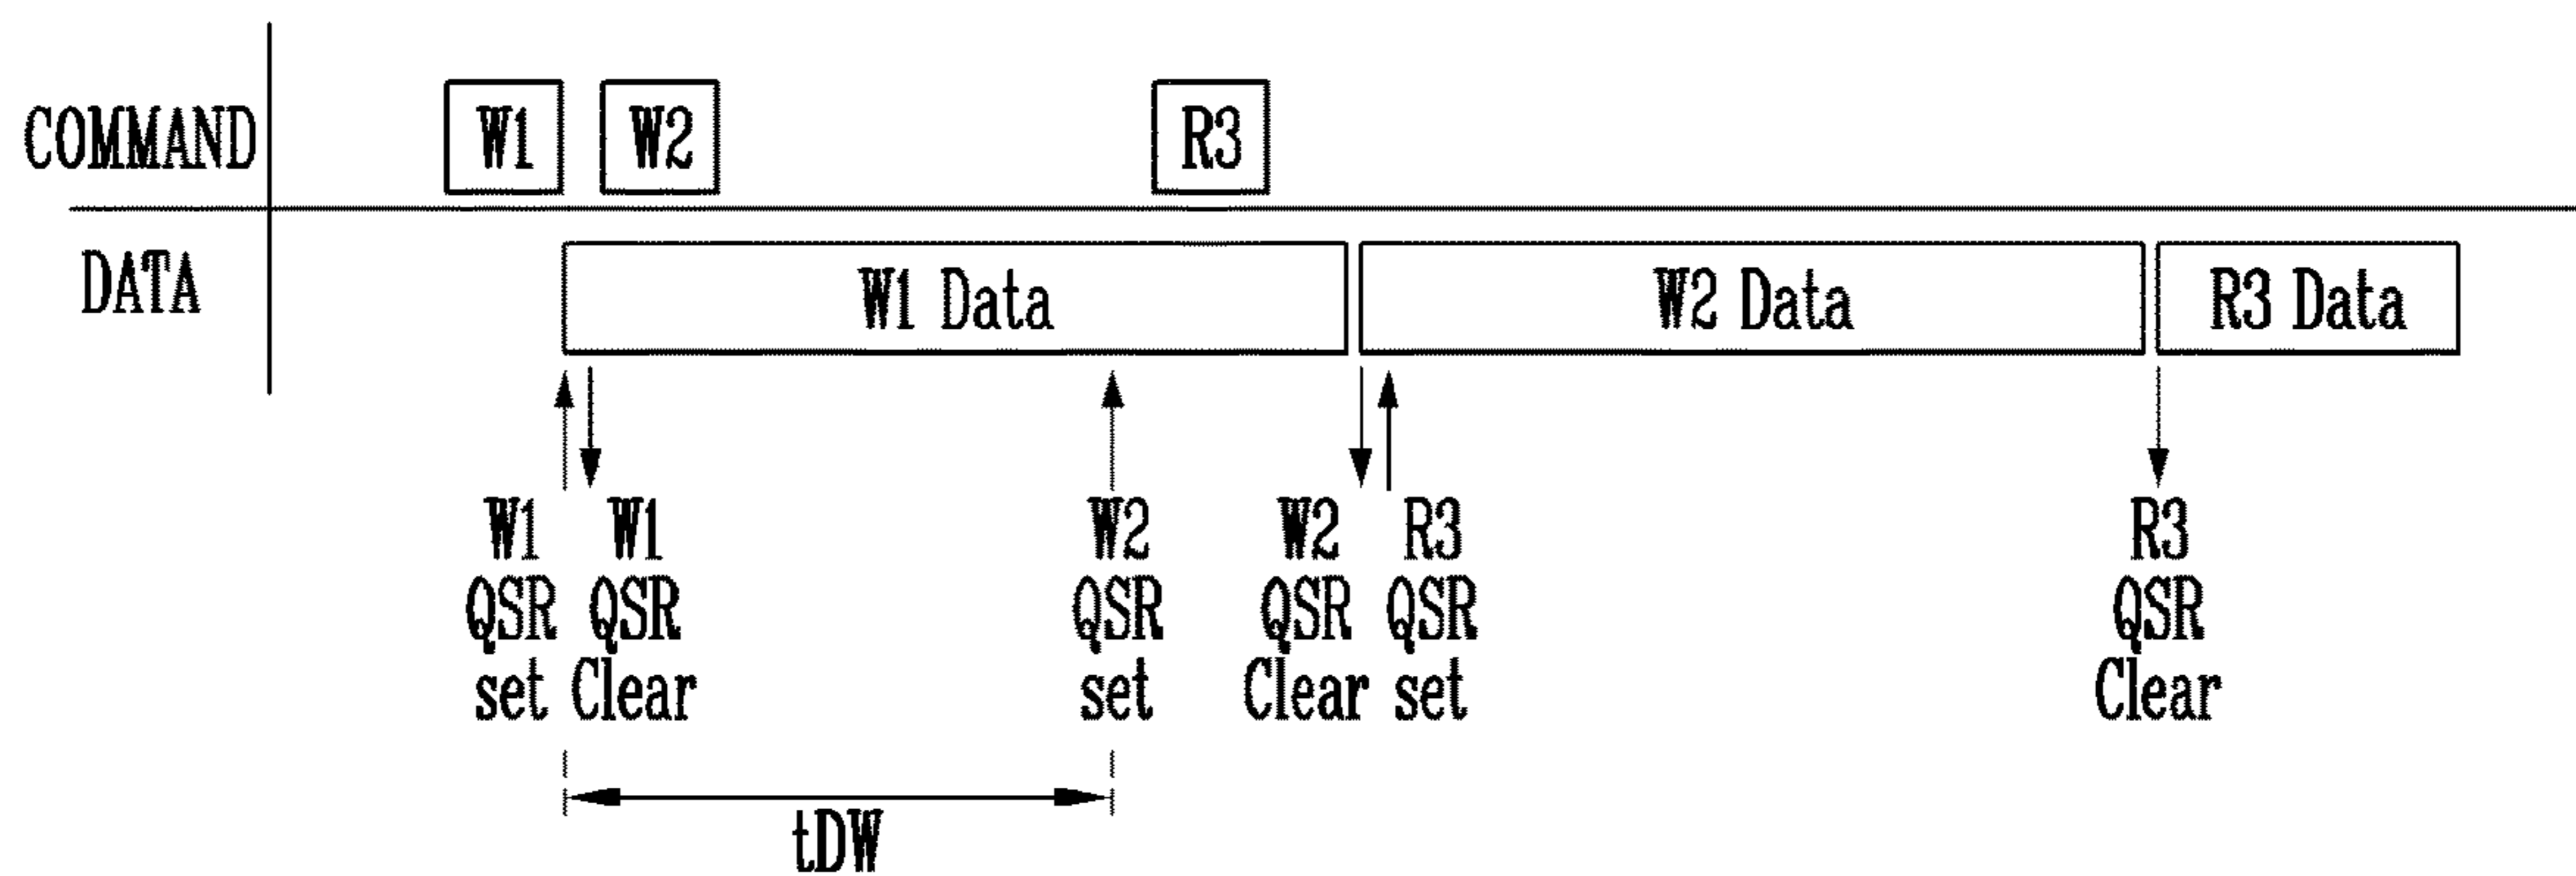 COMMAND W1 W2 R3
DATA W1 Data W2 Data R3 Data
W1 W1 W2 W2 R3 R3
QSR QSR QSR QSR QSR QSR
set Clear set Clear set Clear
tDW